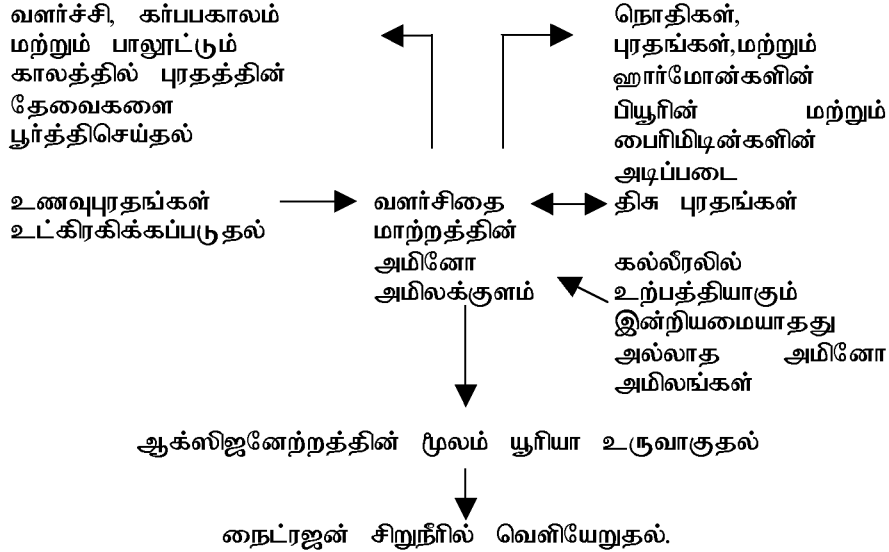 வளர்ச்சி, கர்பபகாலம்
மற்றும் பாலூட்டும்
காலத்தில் புரதத்தின்
தேவைகளை
பூர்த்திசெய்தல்
நொதிகள்,
புரதங்கள்,மற்றும்
ஹார்மோன்களின்
பியூரின் மற்றும்
பைரிமிடின்களின்
அடிப்படை
உணவுபுரதங்கள்
உட்கிரகிக்கப்படுதல்
வளர்சிதை
மாற்றத்தின்
அமினோ
அமிலக்குளம்
திசு புரதங்கள்
கல்லீரலில்
உற்பத்தியாகும்
இன்றியமையாதது
அல்லாத அமினோ
அமிலங்கள்
ஆக்ஸிஜனேற்றத்தின் மூலம் யூரியா உருவாகுதல்
நைட்ரஜன் சிறுநீரில் வெளியேறுதல்.